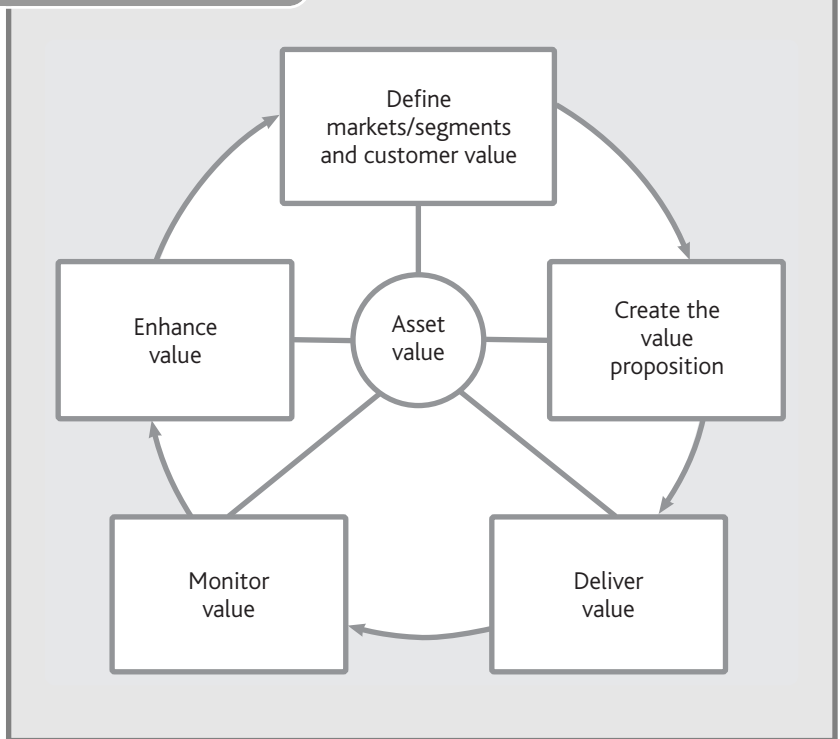 Define
markets/segments
and customer value
Create the
value
proposition
Deliver
value
Monitor
value
Enhance
value
Asset
value